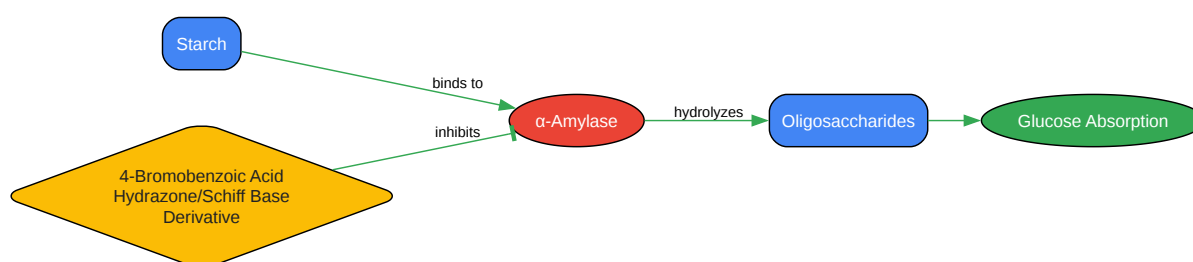 Starch
binds to
inhibits
α-Amylase
hydrolyzes
Oligosaccharides
Glucose Absorption
4-Bromobenzoic Acid
Hydrazone/Schiff Base
Derivative